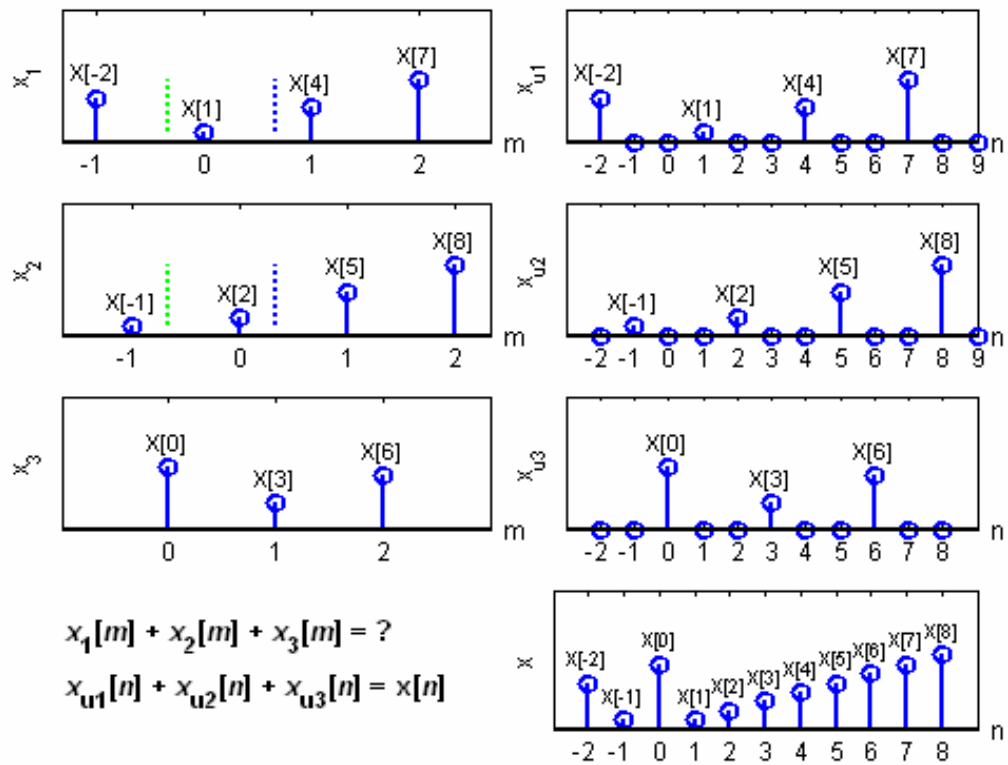 x1
X[-2]
X[1]
X[4]
X[7]
-1 0 1 2
m
xu1
X[-2]
X[1]
X[4]
X[7]
-2 -1 0 1 2 3 4 5 6 7 8 9
n
x2
X[-1]
X[2]
X[5]
X[8]
-1 0 1 2
m
xu2
X[-1]
X[2]
X[5]
X[8]
-2 -1 0 1 2 3 4 5 6 7 8 9
n
x3
X[0]
X[3]
X[6]
0 1 2
m
xu3
X[0]
X[3]
X[6]
-2 -1 0 1 2 3 4 5 6 7 8
n
x1[m] + x2[m] + x3[m] = ?
xu1[n] + xu2[n] + xu3[n] = x[n]
x
X[-2]
X[-1]
X[0]
X[1]
X[2]
X[3]
X[4]
X[5]
X[6]
X[7]
X[8]
-2 -1 0 1 2 3 4 5 6 7 8
n